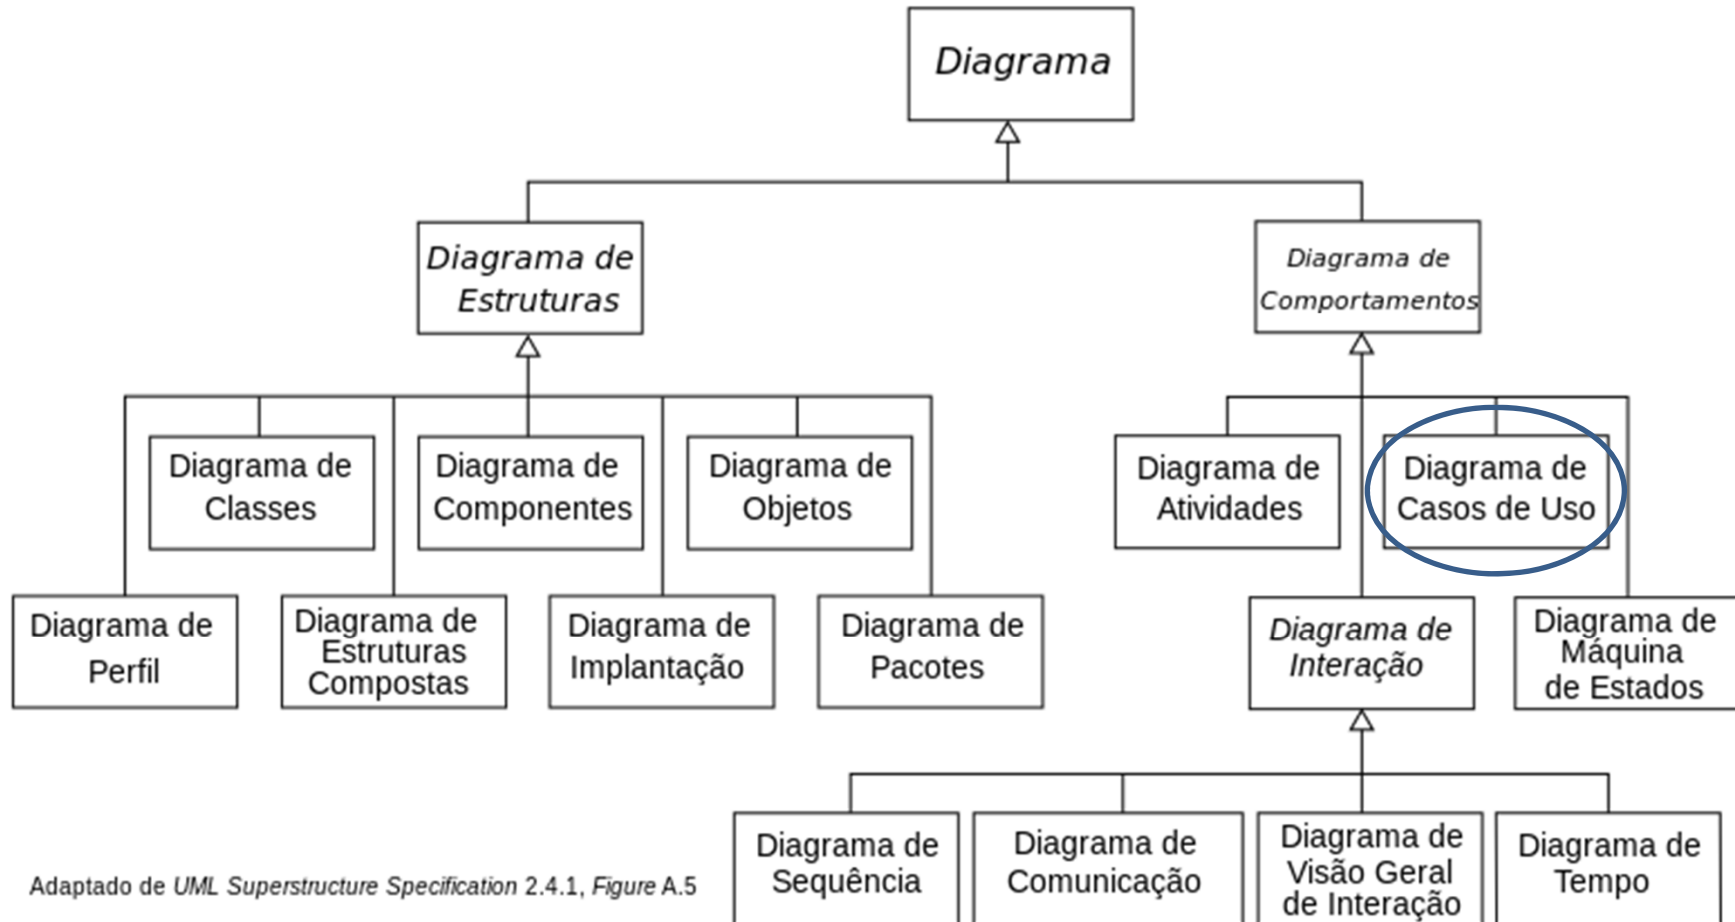 Diagrama
Diagrama de
Estruturas
Diagrama de
Comportamentos
Diagrama de
Classes
Diagrama de
Componentes
Diagrama de
Objetos
Diagrama de
Atividades
Diagrama de
Casos de Uso
Diagrama de
Perfil
Diagrama de
Estruturas
Compostas
Diagrama de
Implantação
Diagrama de
Pacotes
Diagrama de
Interação
Diagrama de
Máquina
de Estados
Diagrama de
Sequência
Diagrama de
Comunicação
Diagrama de
Visão Geral
de Interação
Diagrama de
Tempo
Adaptado de UML Superstructure Specification 2.4.1, Figure A.5